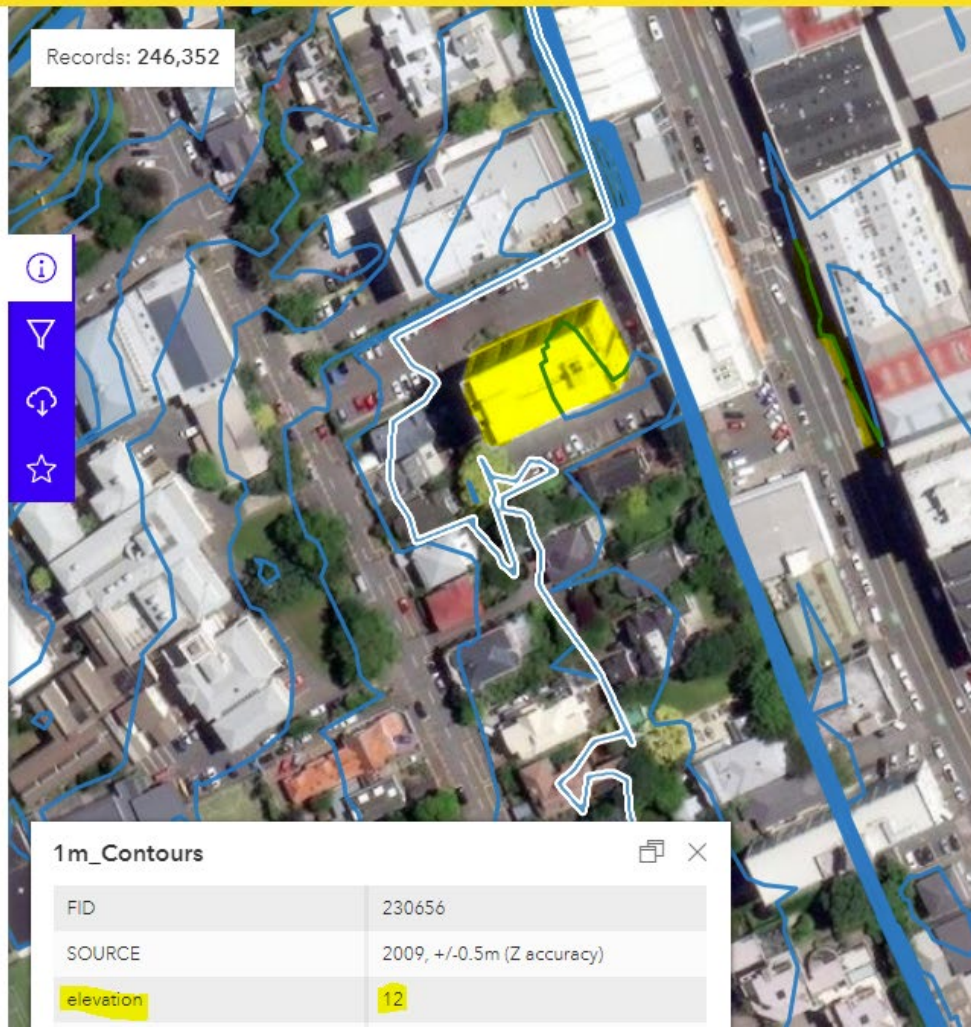 Records: 246,352
1m_Contours
FID 230656
SOURCE 2009, +/-0.5m (Z accuracy)
elevation 12